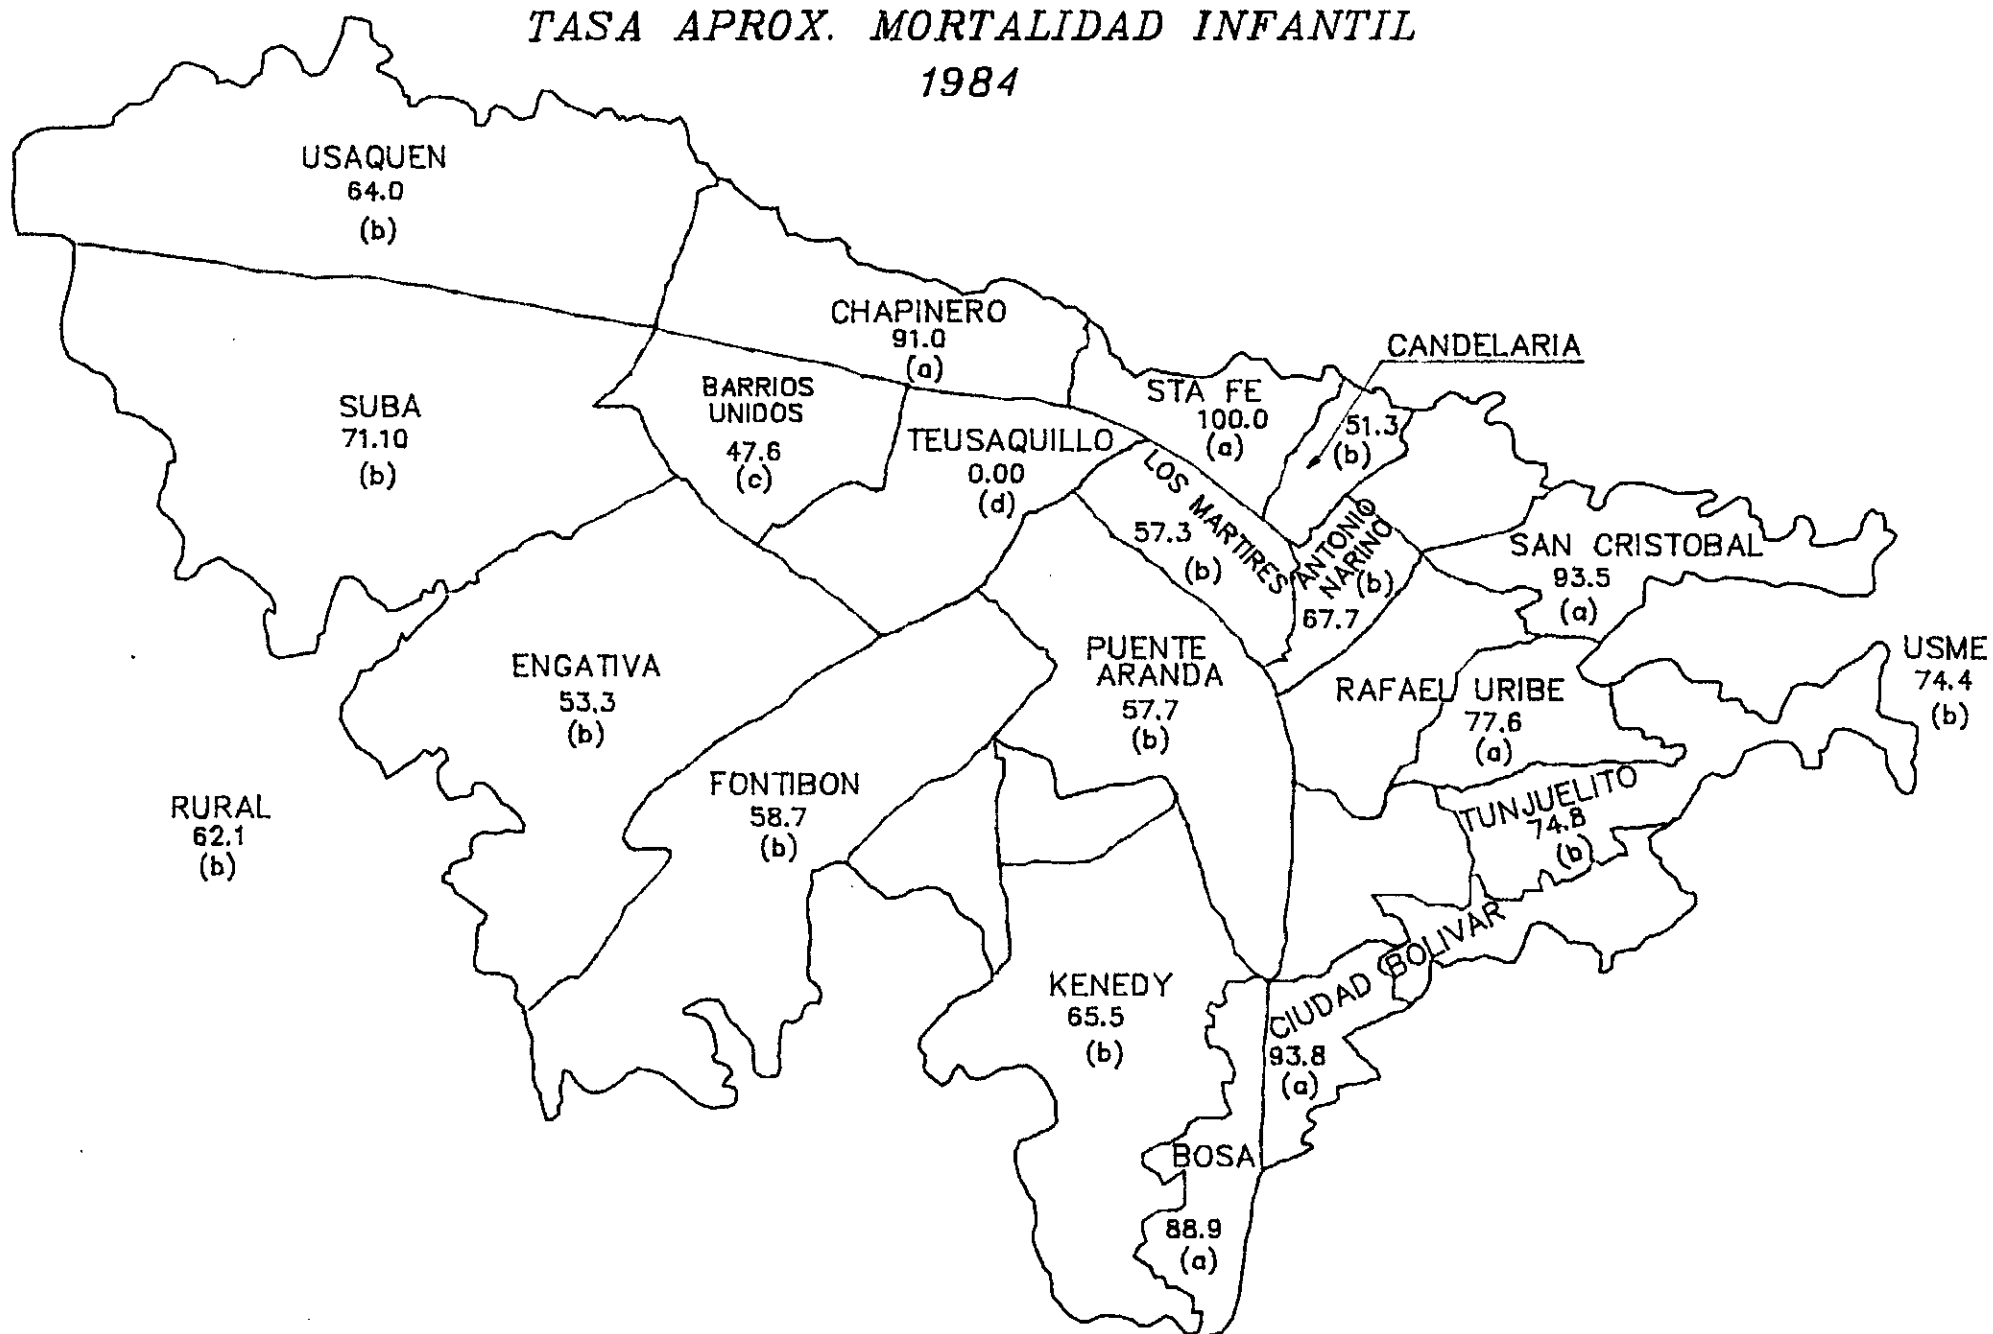 TASA APROX. MORTALIDAD INFANTIL
1984
USAQUEN
64.0
(b)
CHAPINERO
91.0
(a)
CANDELARIA
51.3
(b)
STA FE
100.0
(a)
SUBA
71.10
(b)
BARRIOS
UNIDOS
47.6
(c)
TEUSAQUILLO
0.00
(d)
LOS MARTIRES
57.3
(b)
ANTONIO
NARINO
(b)
67.7
SAN CRISTOBAL
93.5
(a)
USME
74.4
(b)
ENGATIVA
53.3
(b)
PUENTE
ARANDA
57.7
(b)
RAFAEL URIBE
77.6
(a)
RURAL
62.1
(b)
FONTIBON
58.7
(b)
TUNJUELITO
74.8
(b)
KENEDY
65.5
(b)
CIUDAD BOLIVAR
93.8
(a)
BOSA
88.9
(a)